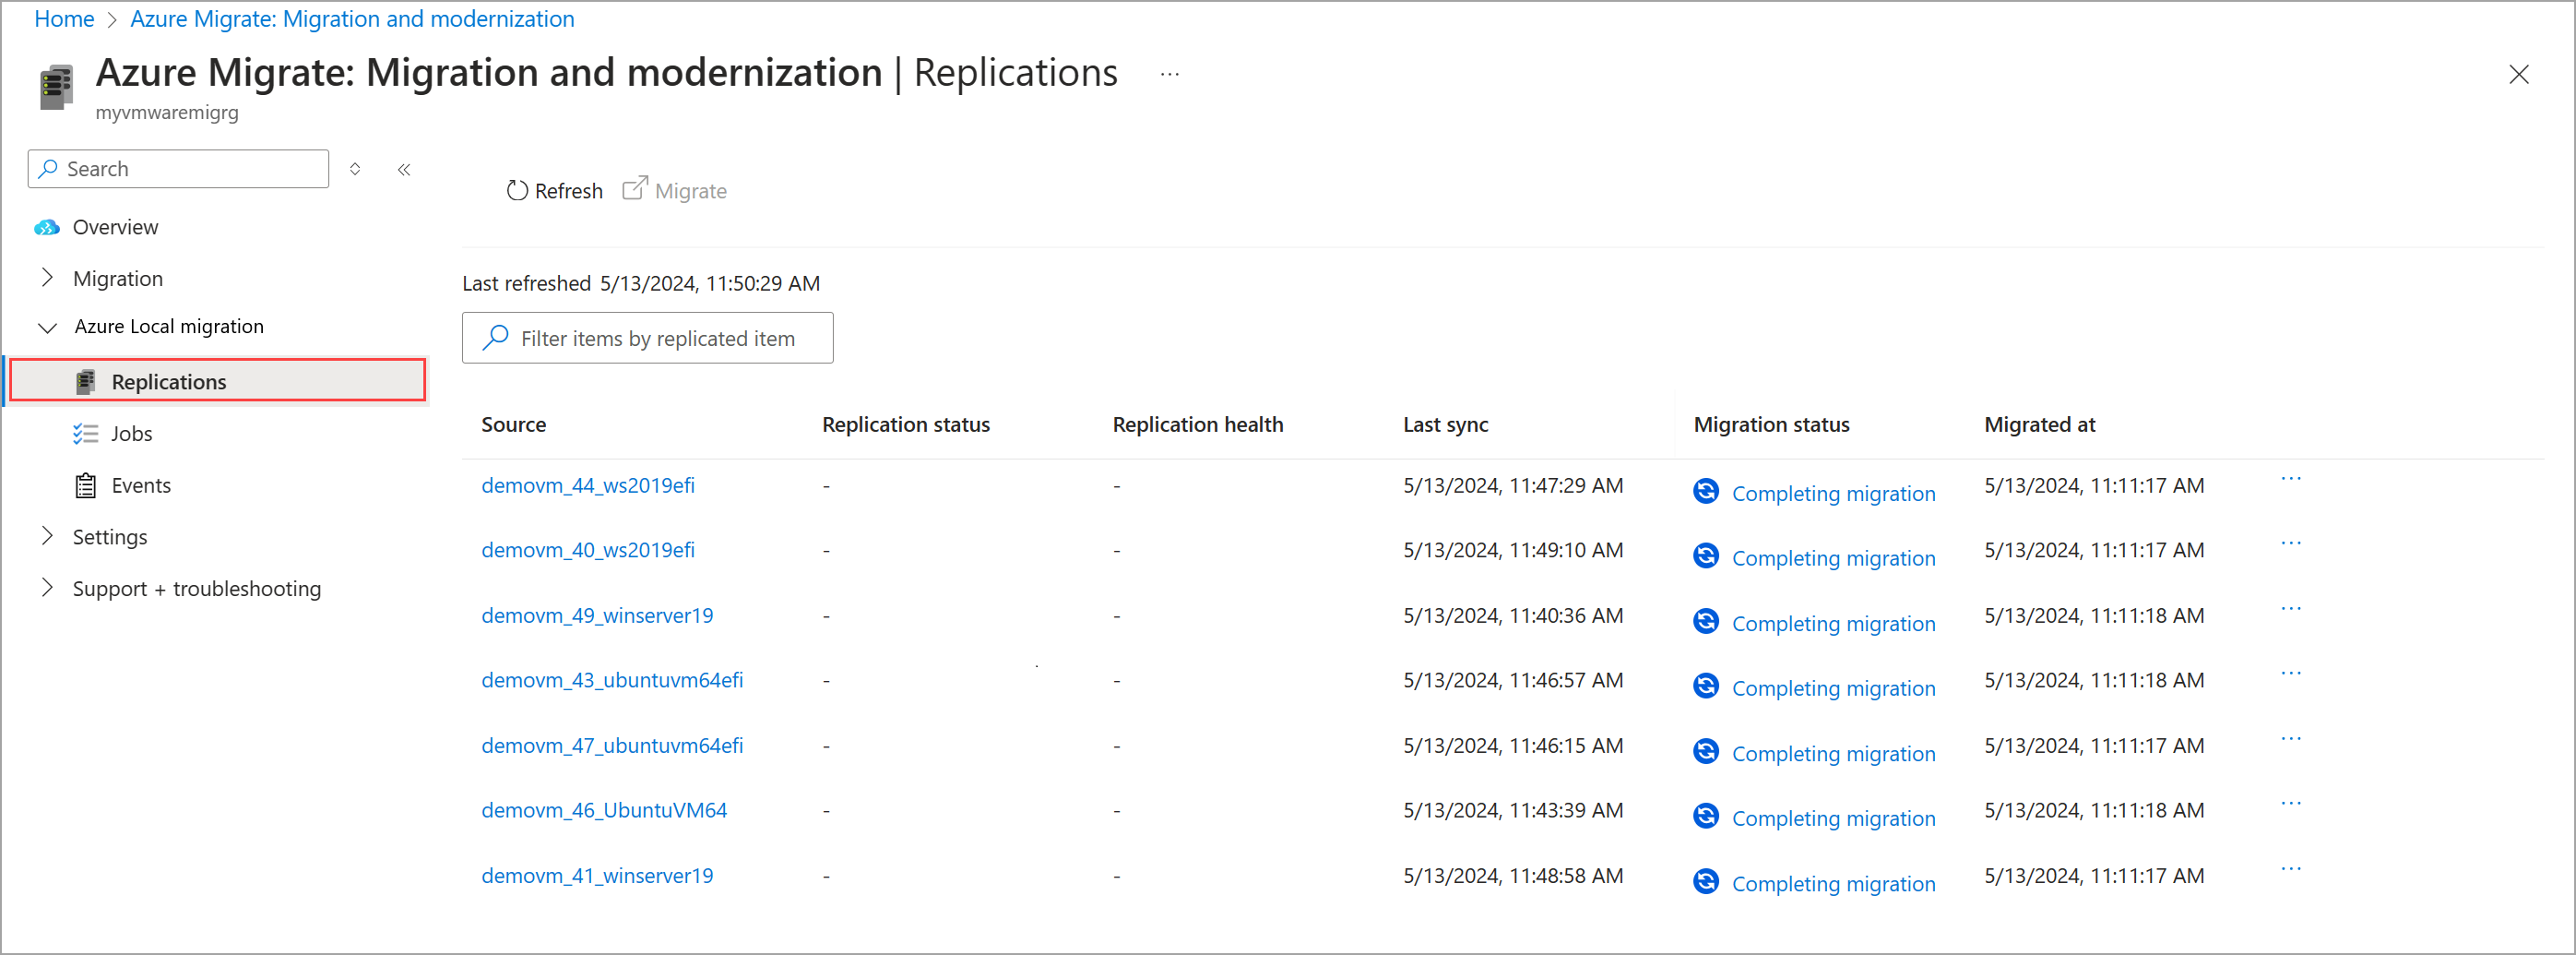 Home > Azure Migrate: Migration and modernization
Azure Migrate: Migration and modernization | Replications ...
myvmwaremigrg
Search
Overview
Migration
Azure Local migration
Replications
Jobs
Events
Settings
Support + troubleshooting
Refresh Migrate
Last refreshed 5/13/2024, 11:50:29 AM
Filter items by replicated item
Source Replication status Replication health Last sync Migration status Migrated at
demovm_44_ws2019efi - - 5/13/2024, 11:47:29 AM Completing migration 5/13/2024, 11:11:17 AM ...
demovm_40_ws2019efi - - 5/13/2024, 11:49:10 AM Completing migration 5/13/2024, 11:11:17 AM ...
demovm_49_winserver19 - - 5/13/2024, 11:40:36 AM Completing migration 5/13/2024, 11:11:18 AM ...
demovm_43_ubuntuvm64efi - - 5/13/2024, 11:46:57 AM Completing migration 5/13/2024, 11:11:18 AM ...
demovm_47_ubuntuvm64efi - - 5/13/2024, 11:46:15 AM Completing migration 5/13/2024, 11:11:17 AM ...
demovm_46_UbuntuVM64 - - 5/13/2024, 11:43:39 AM Completing migration 5/13/2024, 11:11:18 AM ...
demovm_41_winserver19 - - 5/13/2024, 11:48:58 AM Completing migration 5/13/2024, 11:11:17 AM ...